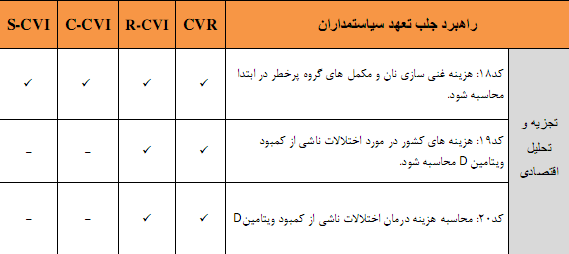 راهبرد جلب تعهد سیاستمداران CVR R-CVI C-CVI S-CVI
تجزیه و
تحلیل
اقتصادی
کد۱۸: هزینه غنی سازی نان و مکمل های گروه پرخطر در ابتدا
محاسبه شود.
✓ ✓ ✓ ✓
کد۱۹: هزینه های کشور در مورد اختلالات ناشی از کمبود
ویتامین D محاسبه شود.
✓ ✓ – –
کد۲۰: محاسبه هزینه درمان اختلالات ناشی از کمبود ویتامینD
✓ ✓ – –